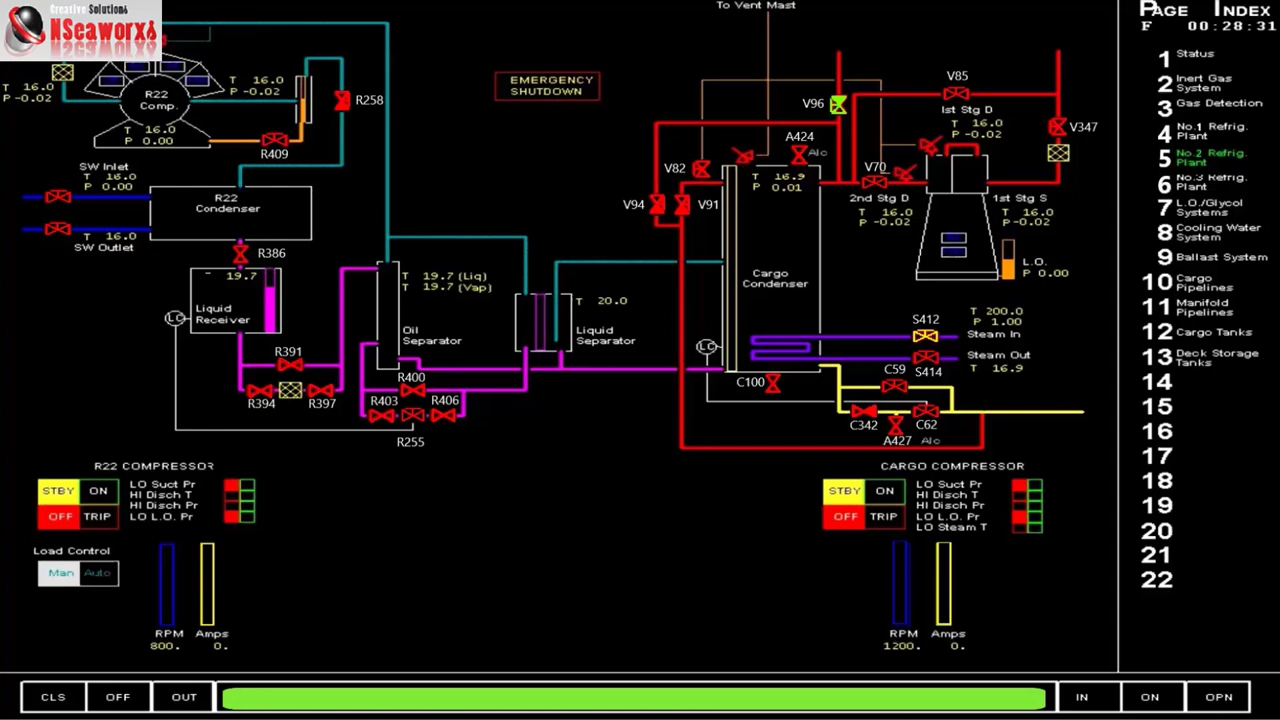 Creative Solutions
NSeaworx
To Vent Mast
PAGE INDEX
F 00:28:31
1 Status
2 Inert Gas
System
3 Gas Detection
4 No.1 Refrig.
Plant
5 No.2 Refrig.
Plant
6 No.3 Refrig.
Plant
7 L.O./Glycol
Systems
8 Cooling Water
System
9 Ballast System
10 Cargo
Pipelines
11 Manifold
Pipelines
12 Cargo Tanks
13 Deck Storage
Tanks
14
15
16
17
18
19
20
21
22
T 16.0
P -0.02
R22
Comp.
T 16.0
P 0.00
T 16.0
P -0.02
R258
R409
EMERGENCY
SHUTDOWN
SW Inlet
T 16.0
P 0.00
R22
Condenser
T 16.0
SW Outlet
R386
19.7
Liquid
Receiver
LC
R391
R394
R397
T 19.7 (Liq)
T 19.7 (Vap)
Oil
Separator
R400
R403
R406
R255
T 20.0
Liquid
Separator
V96
V85
V347
V82
A424
Alc
V70
V94
V91
T 16.9
P 0.01
1st Stg D
T 16.0
P -0.02
2nd Stg D
T 16.0
P -0.02
1st Stg S
T 16.0
P -0.02
L.O.
P 0.00
Cargo
Condenser
LC
S412
T 200.0
P 1.00
Steam In
Steam Out
T 16.9
S414
C59
C100
C342
C62
A427
Alc
R22 COMPRESSOR
STBY ON
OFF TRIP
LO Suct Pr
HI Disch T
HI Disch Pr
LO L.O. Pr
Load Control
Man Auto
RPM
800.
Amps
0.
CARGO COMPRESSOR
STBY ON
OFF TRIP
LO Suct Pr
HI Disch T
HI Disch Pr
LO L.O. Pr
LO Steam T
RPM
1200.
Amps
0.
CLS OFF OUT IN ON OPN